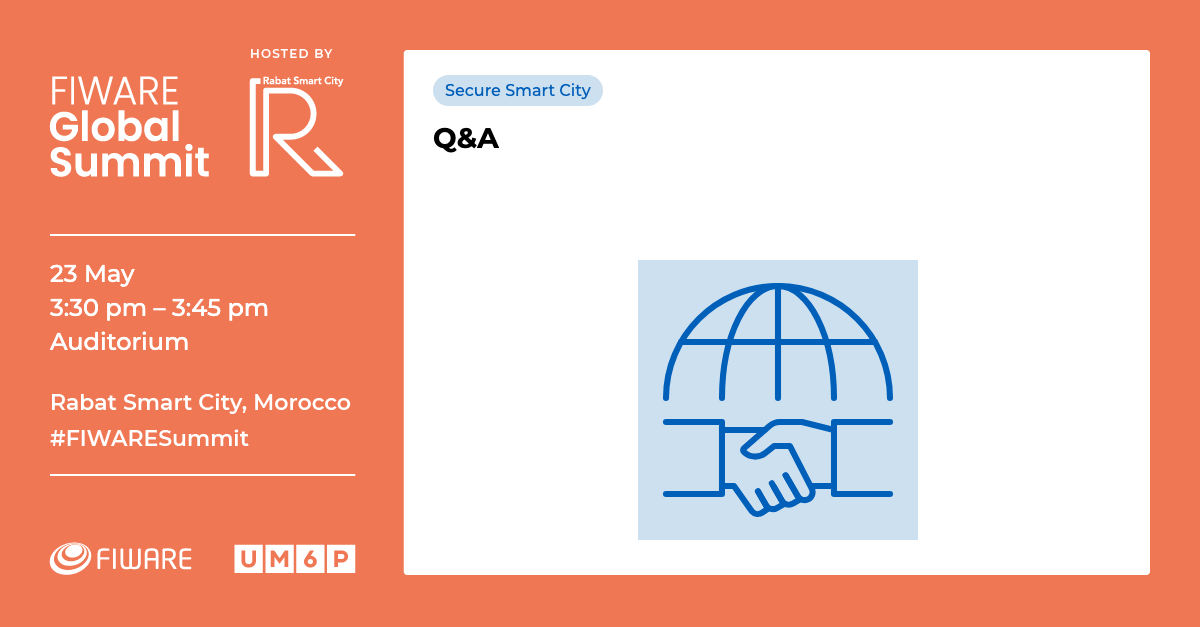 FIWARE
Global
Summit
HOSTED BY
Rabat Smart City
R
23 May
3:30 pm – 3:45 pm
Auditorium
Rabat Smart City, Morocco
#FIWARESummit
FIWARE
UM6P
Secure Smart City
Q&A